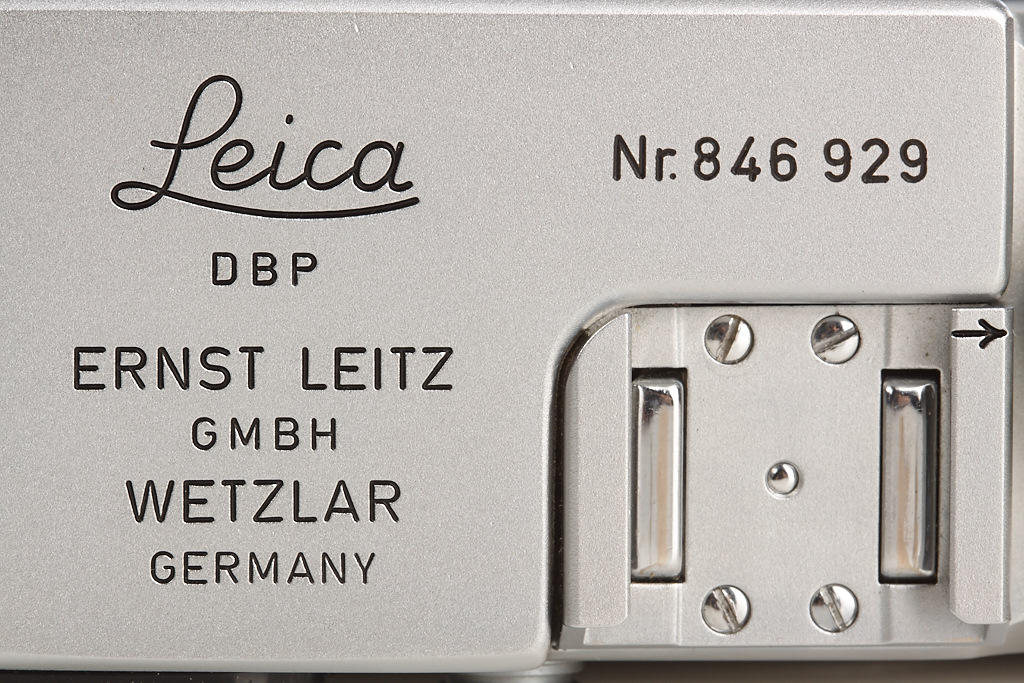 Leica
Nr. 846 929
DBP
ERNST LEITZ
GMBH
WETZLAR
GERMANY